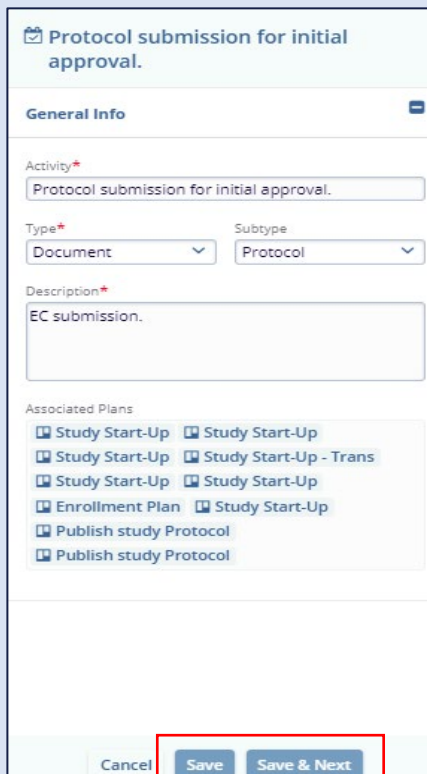 Protocol submission for initial
approval.
General Info
Activity*
Protocol submission for initial approval.
Type* Subtype
Document Protocol
Description*
EC submission.
Associated Plans
Study Start-Up Study Start-Up
Study Start-Up Study Start-Up - Trans
Study Start-Up Study Start-Up
Enrollment Plan Study Start-Up
Publish study Protocol
Publish study Protocol
Cancel Save Save & Next